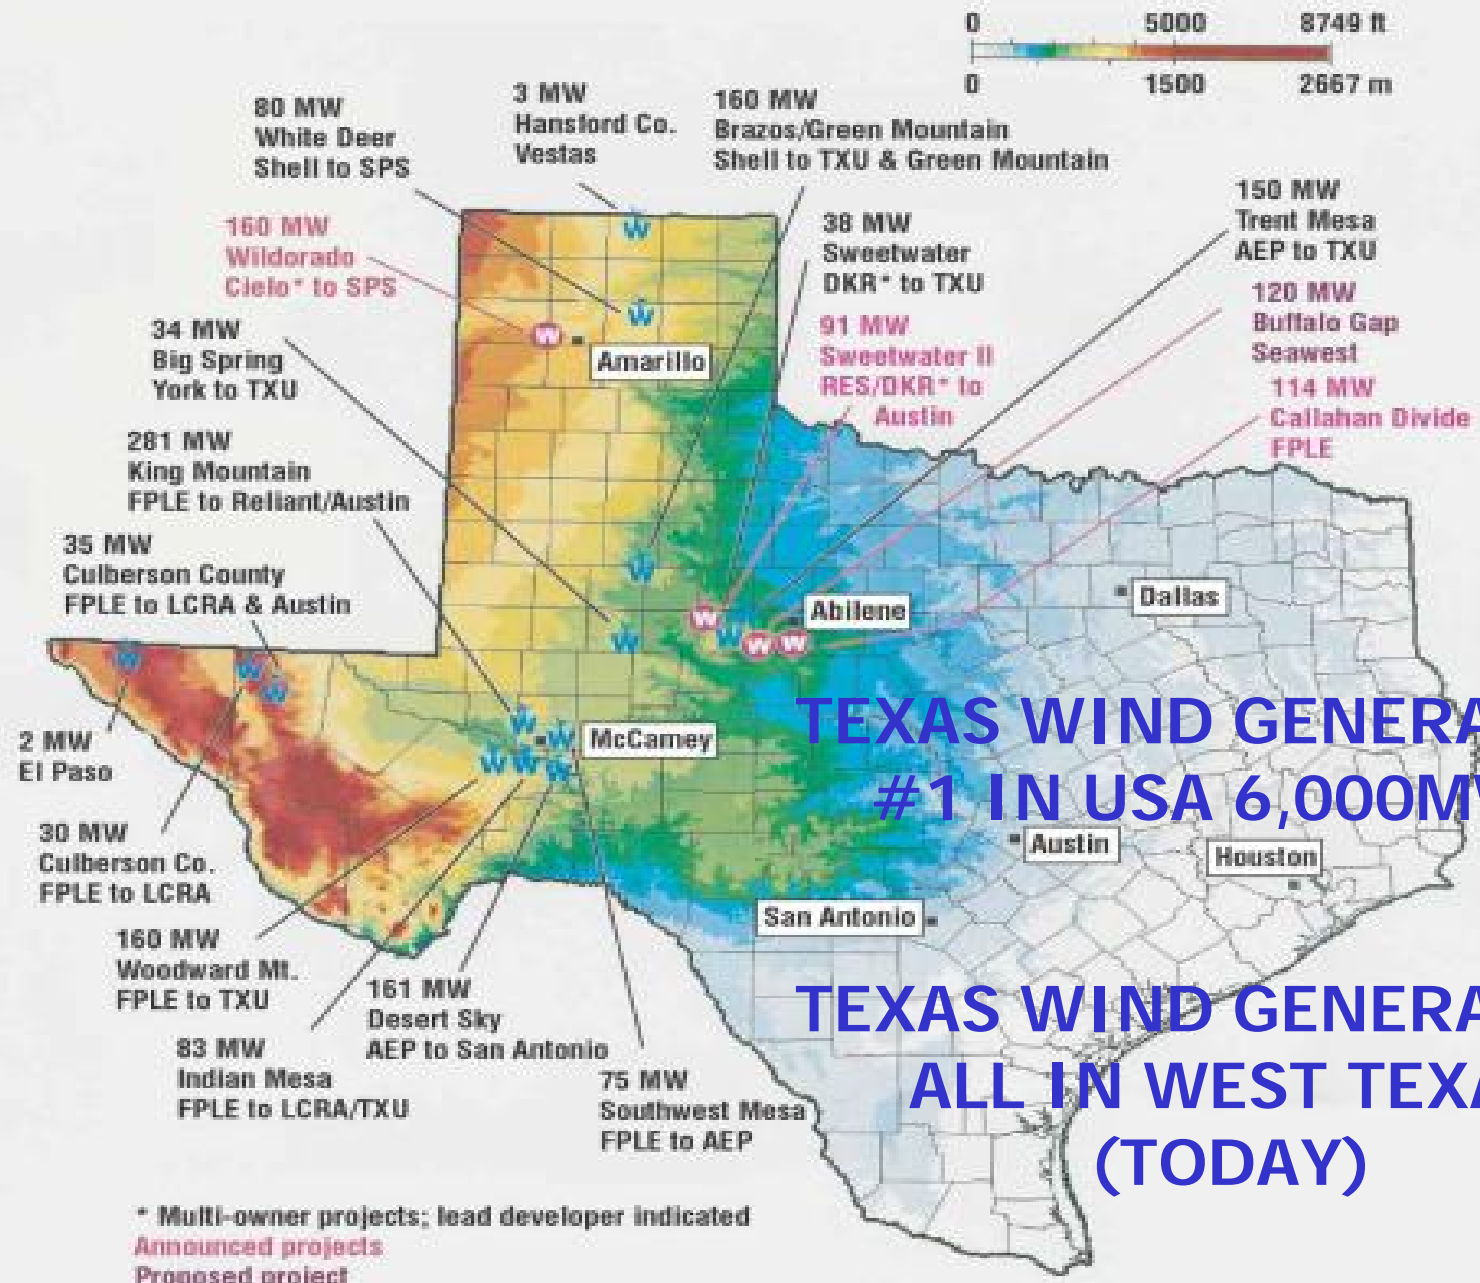 0 5000 8749 ft
0 1500 2667 m
80 MW
White Deer
Shell to SPS
3 MW
Hansford Co.
Vestas
160 MW
Brazos/Green Mountain
Shell to TXU & Green Mountain
150 MW
Trent Mesa
AEP to TXU
160 MW
Wildorado
Cielo* to SPS
38 MW
Sweetwater
DKR* to TXU
120 MW
Buffalo Gap
Seawest
34 MW
Big Spring
York to TXU
91 MW
Sweetwater II
RES/DKR* to
Austin
114 MW
Callahan Divide
FPLE
Amarillo
281 MW
King Mountain
FPLE to Reliant/Austin
35 MW
Culberson County
FPLE to LCRA & Austin
Abilene
Dallas
2 MW
El Paso
McCamey
TEXAS WIND GENERA
#1 IN USA 6,000MW
30 MW
Culberson Co.
FPLE to LCRA
Austin
Houston
San Antonio
160 MW
Woodward Mt.
FPLE to TXU
161 MW
Desert Sky
AEP to San Antonio
TEXAS WIND GENERA
ALL IN WEST TEXA
(TODAY)
83 MW
Indian Mesa
FPLE to LCRA/TXU
75 MW
Southwest Mesa
FPLE to AEP
* Multi-owner projects; lead developer indicated
Announced projects
Proposed project